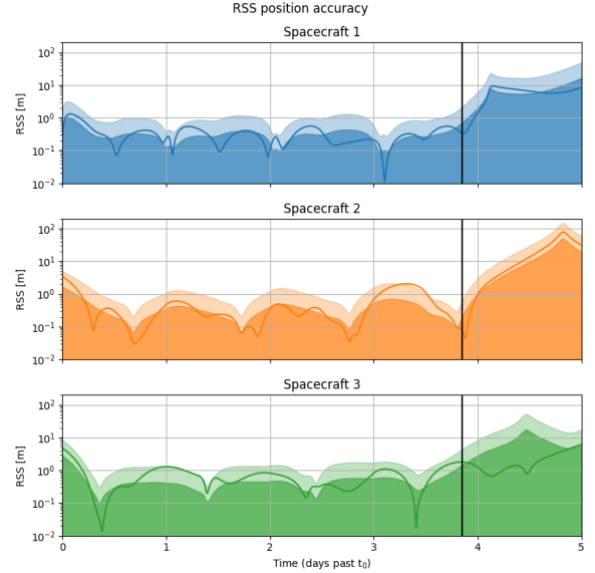 RSS position accuracy
Spacecraft 1
10²
10¹
10⁰
10⁻¹
10⁻²
RSS [m]
Spacecraft 2
10²
10¹
10⁰
10⁻¹
10⁻²
RSS [m]
Spacecraft 3
10²
10¹
10⁰
10⁻¹
10⁻²
RSS [m]
0 1 2 3 4 5
Time (days past t₀)